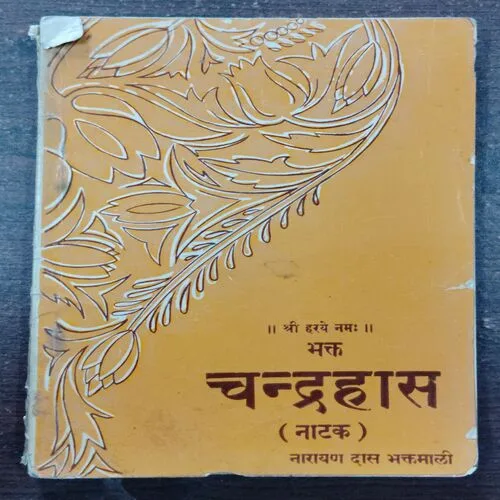 ॥ श्री हरये नमः ॥
भक्त
चन्द्रहास
( नाटक )
नारायण दास भक्तमाली